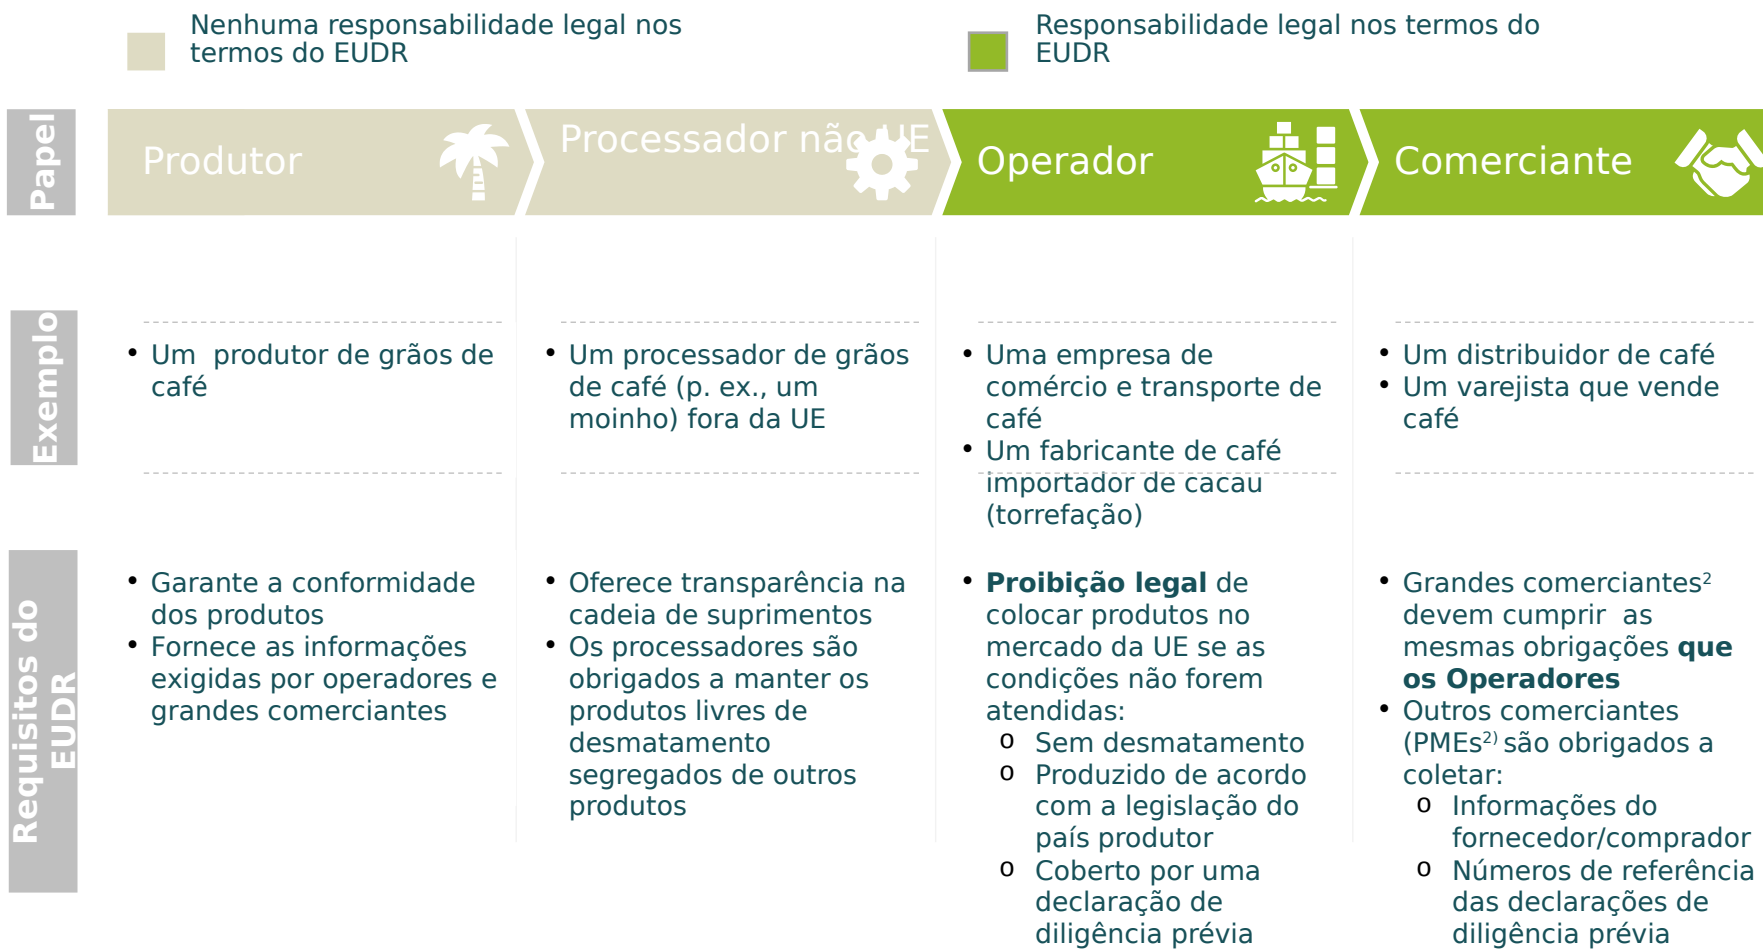 Nenhuma responsabilidade legal nos
termos do EUDR
Responsabilidade legal nos termos do
EUDR
Papel
Produtor
Processador não UE
Operador
Comerciante
Exemplo
• Um produtor de grãos de
café
• Um processador de grãos
de café (p. ex., um
moinho) fora da UE
• Uma empresa de
comércio e transporte de
café
• Um fabricante de café
importador de cacau
(torrefação)
• Um distribuidor de café
• Um varejista que vende
café
Requisitos do
EUDR
• Garante a conformidade
dos produtos
• Fornece as informações
exigidas por operadores e
grandes comerciantes
• Oferece transparência na
cadeia de suprimentos
• Os processadores são
obrigados a manter os
produtos livres de
desmatamento
segregados de outros
produtos
• Proibição legal de
colocar produtos no
mercado da UE se as
condições não forem
atendidas:
o Sem desmatamento
o Produzido de acordo
com a legislação do
país produtor
o Coberto por uma
declaração de
diligência prévia
• Grandes comerciantes²
devem cumprir as
mesmas obrigações que
os Operadores
• Outros comerciantes
(PMEs²⁾ são obrigados a
coletar:
o Informações do
fornecedor/comprador
o Números de referência
das declarações de
diligência prévia